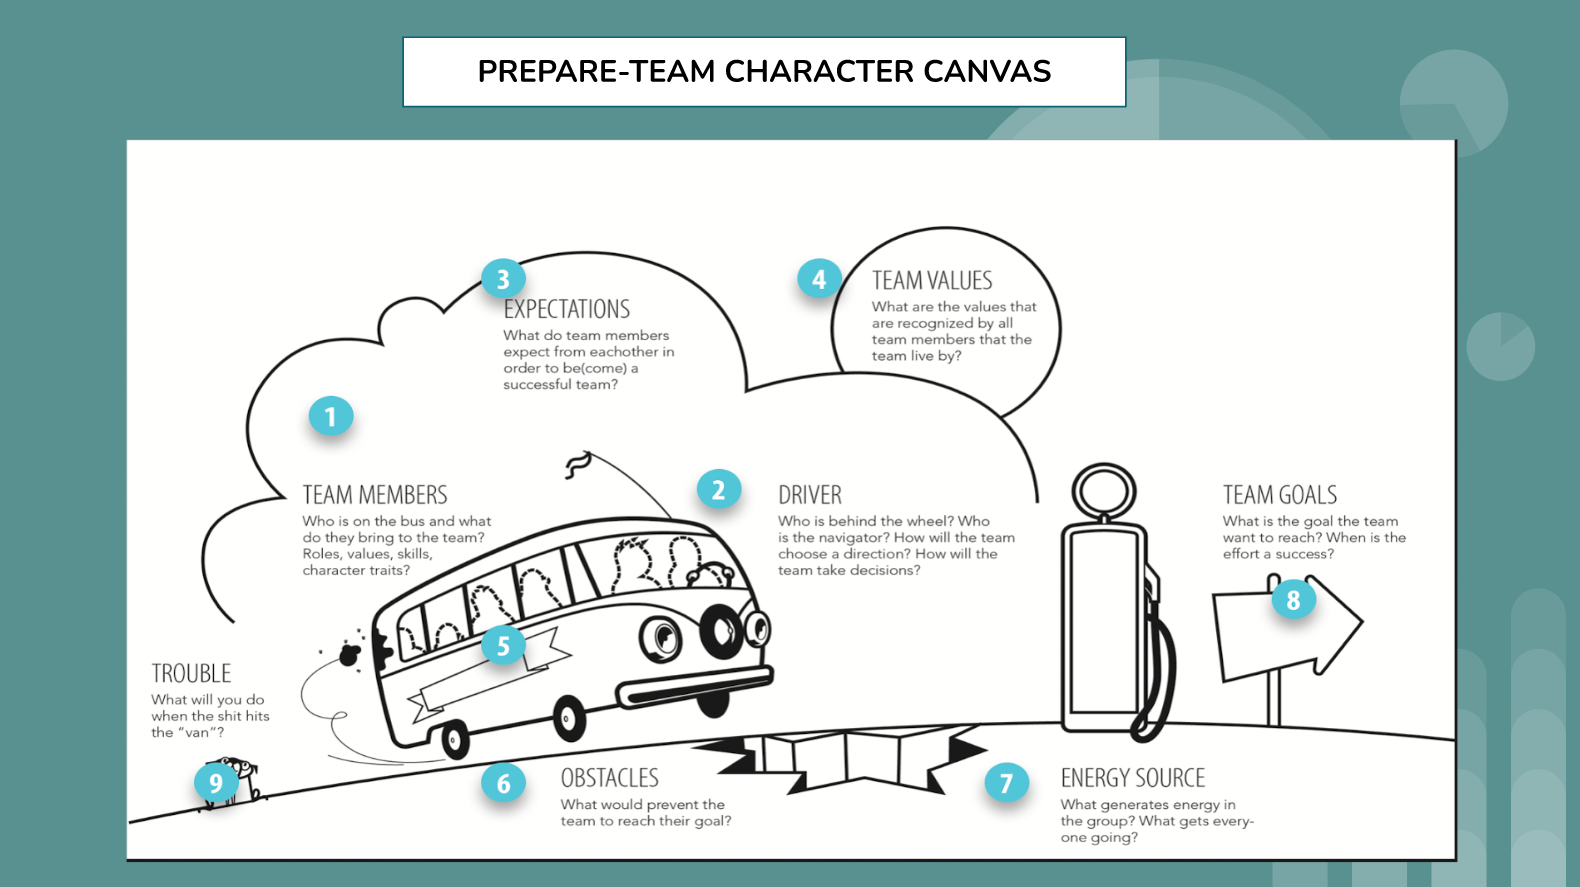 PREPARE-TEAM CHARACTER CANVAS
3
EXPECTATIONS
What do team members
expect from eachother in
order to be(come) a
successful team?
4
TEAM VALUES
What are the values that
are recognized by all
team members that the
team live by?
1
TEAM MEMBERS
Who is on the bus and what
do they bring to the team?
Roles, values, skills,
character traits?
2
DRIVER
Who is behind the wheel? Who
is the navigator? How will the team
choose a direction? How will the
team take decisions?
TEAM GOALS
What is the goal the team
want to reach? When is the
effort a success?
8
5
TROUBLE
What will you do
when the shit hits
the “van”?
9
6
OBSTACLES
What would prevent the
team to reach their goal?
7
ENERGY SOURCE
What generates energy in
the group? What gets every-
one going?